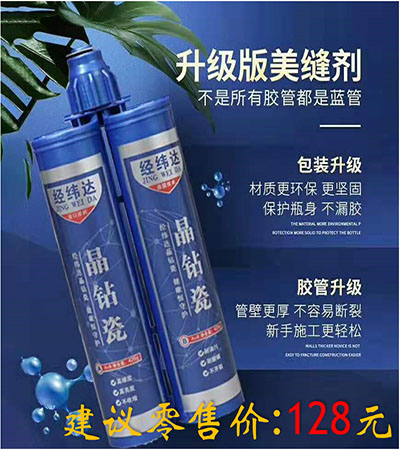 升级版美缝剂
不是所有胶管都是蓝管
包装升级
材质更环保 更坚固
保护瓶身 不漏胶
THE MATERIAL MORE ENVIRONMENTAL P
ROTECTION MORE SOLID TO PROTECT THE BOTTLE
胶管升级
管壁更厚 不容易断裂
新手施工更轻松
WALLS THICKER NOVICE IS NOT
EASY TO FRACTURE CONSTRUCTION EASIER
经纬达
JING WEI DA
晶钻瓷
经纬达
JING WEI DA
晶钻瓷
建议零售价:128元